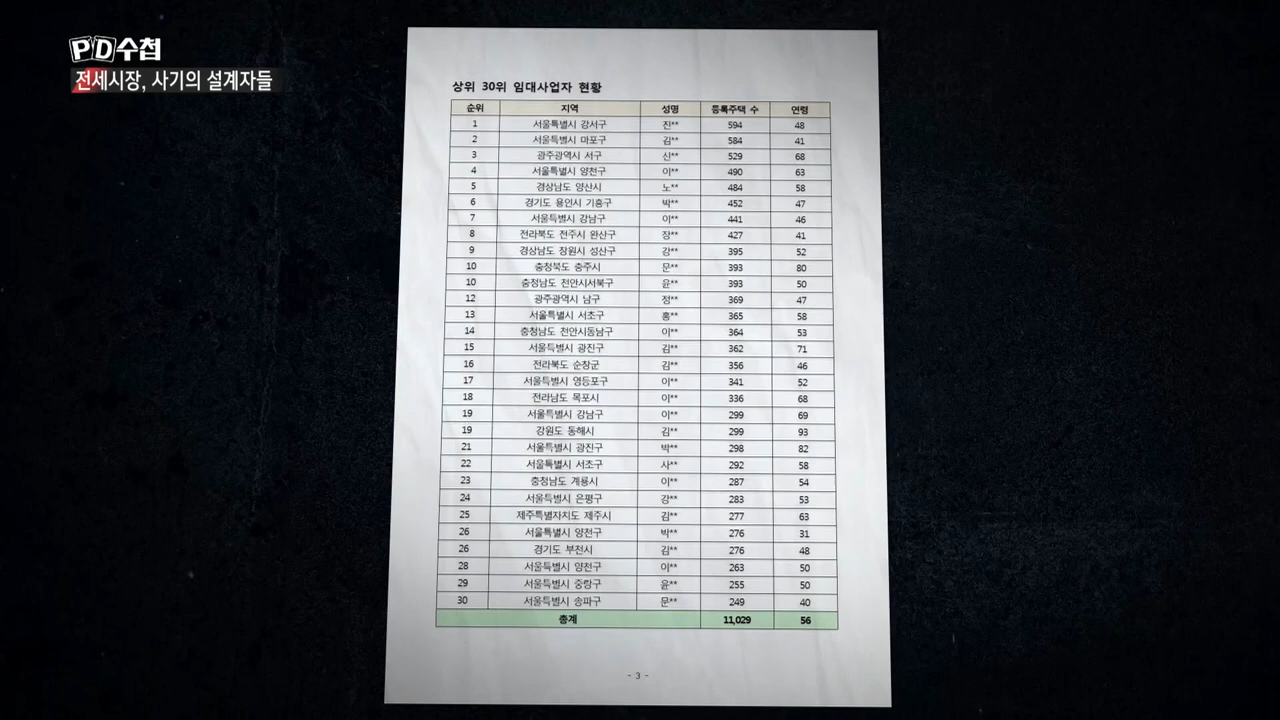 PD수첩
전세시장, 사기의 설계자들
상위 30위 임대사업자 현황
순위 지역 성명 등록주택 수 연령
1 서울특별시 강서구 진** 594 48
2 서울특별시 마포구 김** 584 41
3 광주광역시 서구 신** 529 68
4 서울특별시 양천구 이** 490 63
5 경상남도 양산시 노** 484 58
6 경기도 용인시 기흥구 박** 452 47
7 서울특별시 강남구 이** 441 46
8 전라북도 전주시 완산구 장** 427 41
9 경상남도 창원시 성산구 강** 395 52
10 충청북도 충주시 문** 393 80
10 충청남도 천안시서북구 윤** 393 50
12 광주광역시 남구 정** 369 47
13 서울특별시 서초구 홍** 365 58
14 충청남도 천안시동남구 이** 364 53
15 서울특별시 광진구 김** 362 71
16 전라북도 순창군 김** 356 46
17 서울특별시 영등포구 이** 341 52
18 전라남도 목포시 이** 336 68
19 서울특별시 강남구 이** 299 69
19 강원도 동해시 김** 299 93
21 서울특별시 광진구 박** 298 82
22 서울특별시 서초구 사** 292 58
23 충청남도 계룡시 이** 287 54
24 서울특별시 은평구 강** 283 53
25 제주특별자치도 제주시 김** 277 63
26 서울특별시 양천구 박** 276 31
26 경기도 부천시 김** 276 48
28 서울특별시 양천구 이** 263 50
29 서울특별시 중랑구 윤** 255 50
30 서울특별시 송파구 문** 249 40
총계 11,029 56
- 3 -